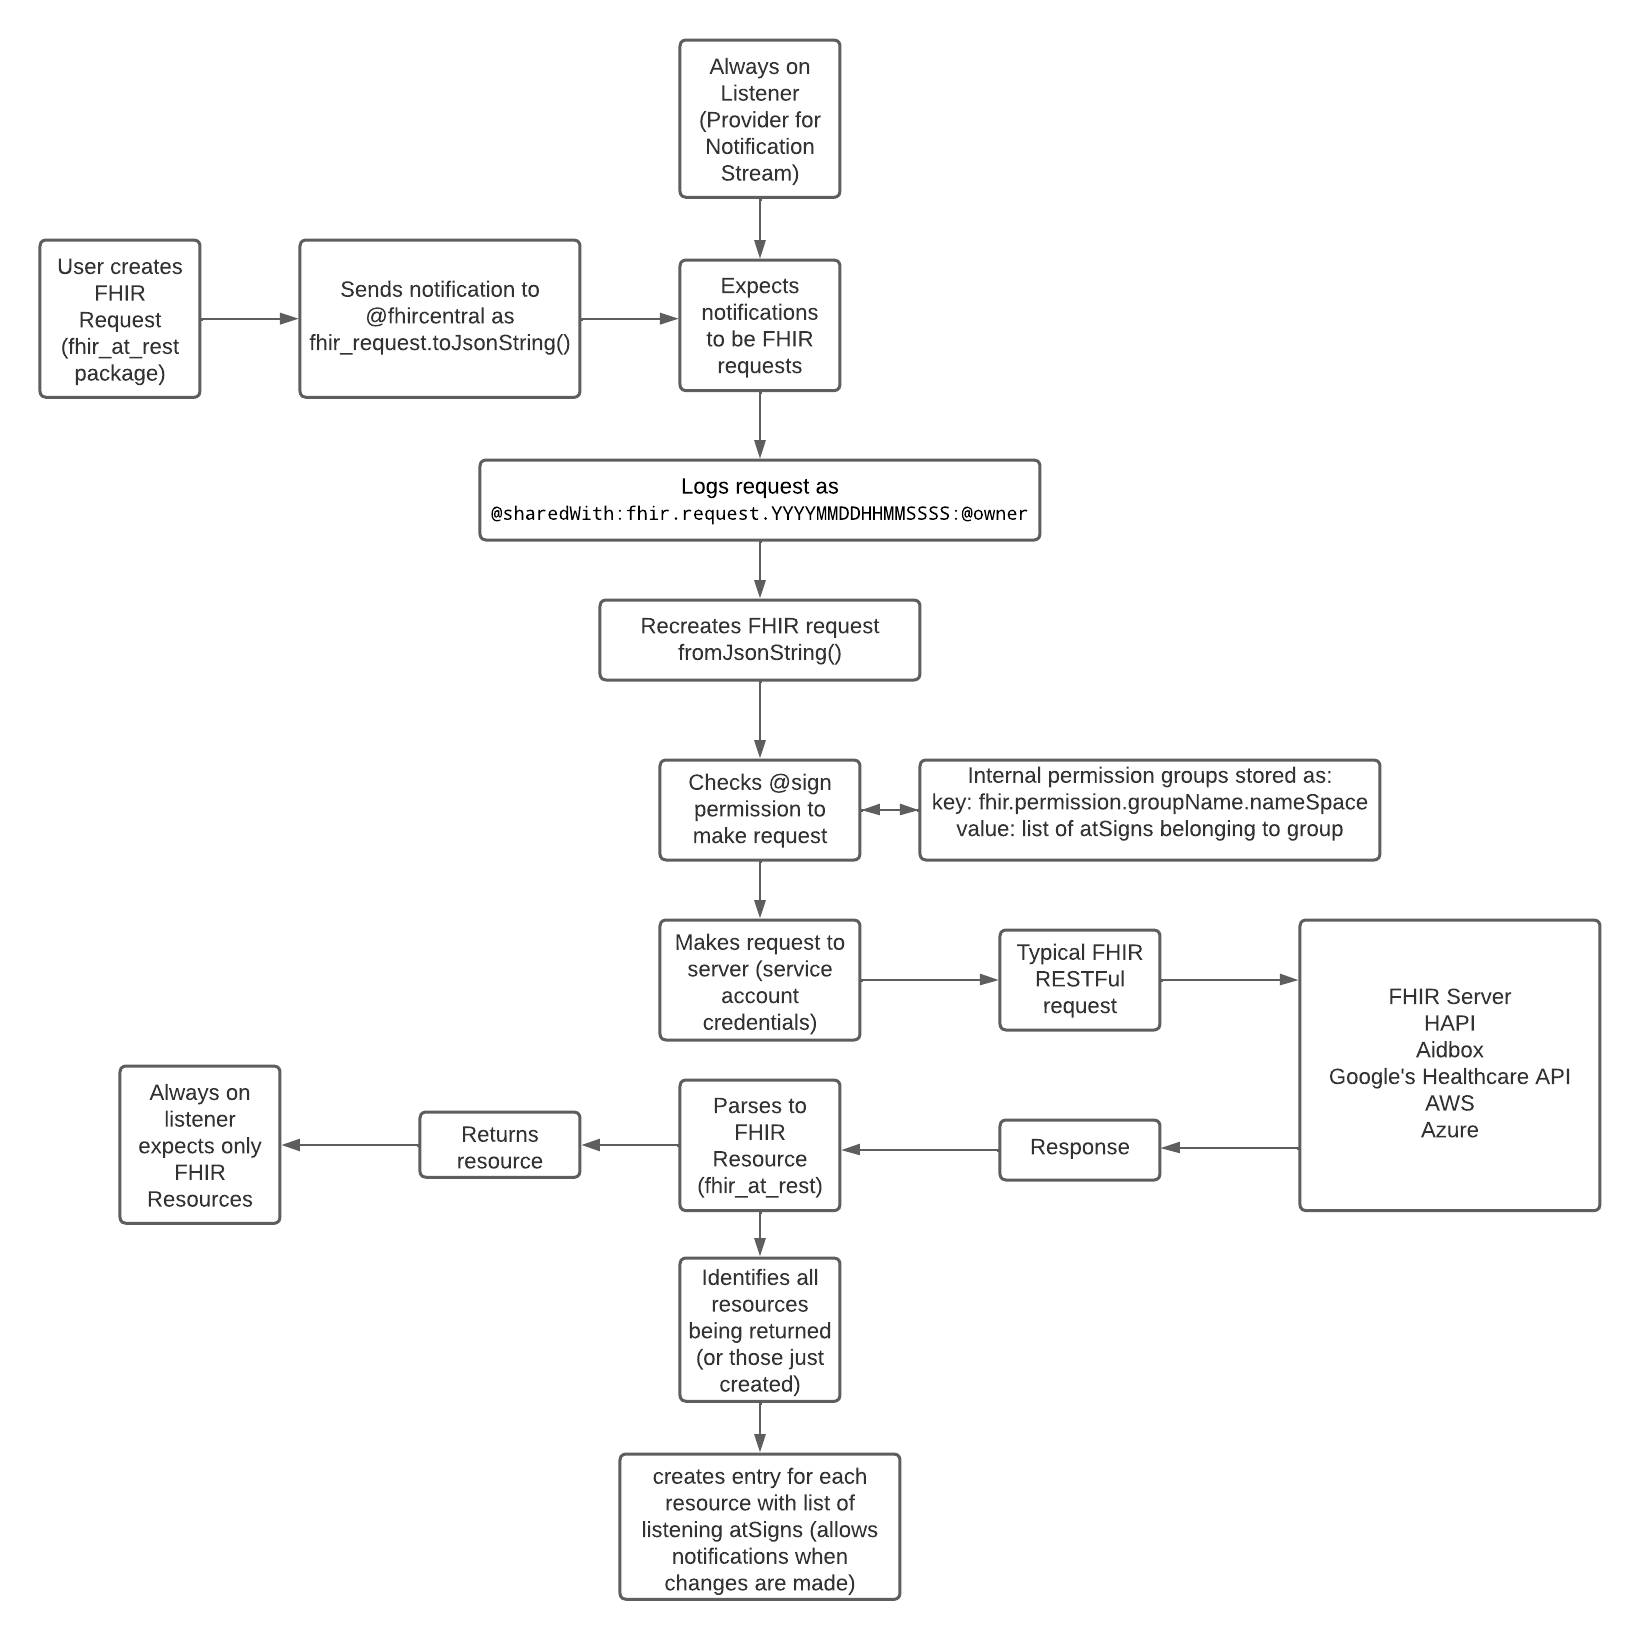 Always on
Listener
(Provider for
Notification
Stream)
User creates
FHIR
Request
(fhir_at_rest
package)
Sends notification to
@fhircentral as
fhir_request.toJsonString()
Expects
notifications
to be FHIR
requests
Logs request as
@sharedWith:fhir.request.YYYYMMDDHHMMSSSS:@owner
Recreates FHIR request
fromJsonString()
Checks @sign
permission to
make request
Internal permission groups stored as:
key: fhir.permission.groupName.nameSpace
value: list of atSigns belonging to group
Makes request to
server (service
account
credentials)
Typical FHIR
RESTFul
request
FHIR Server
HAPI
Aidbox
Google's Healthcare API
AWS
Azure
Response
Parses to
FHIR
Resource
(fhir_at_rest)
Returns
resource
Always on
listener
expects only
FHIR
Resources
Identifies all
resources
being returned
(or those just
created)
creates entry for each
resource with list of
listening atSigns (allows
notifications when
changes are made)